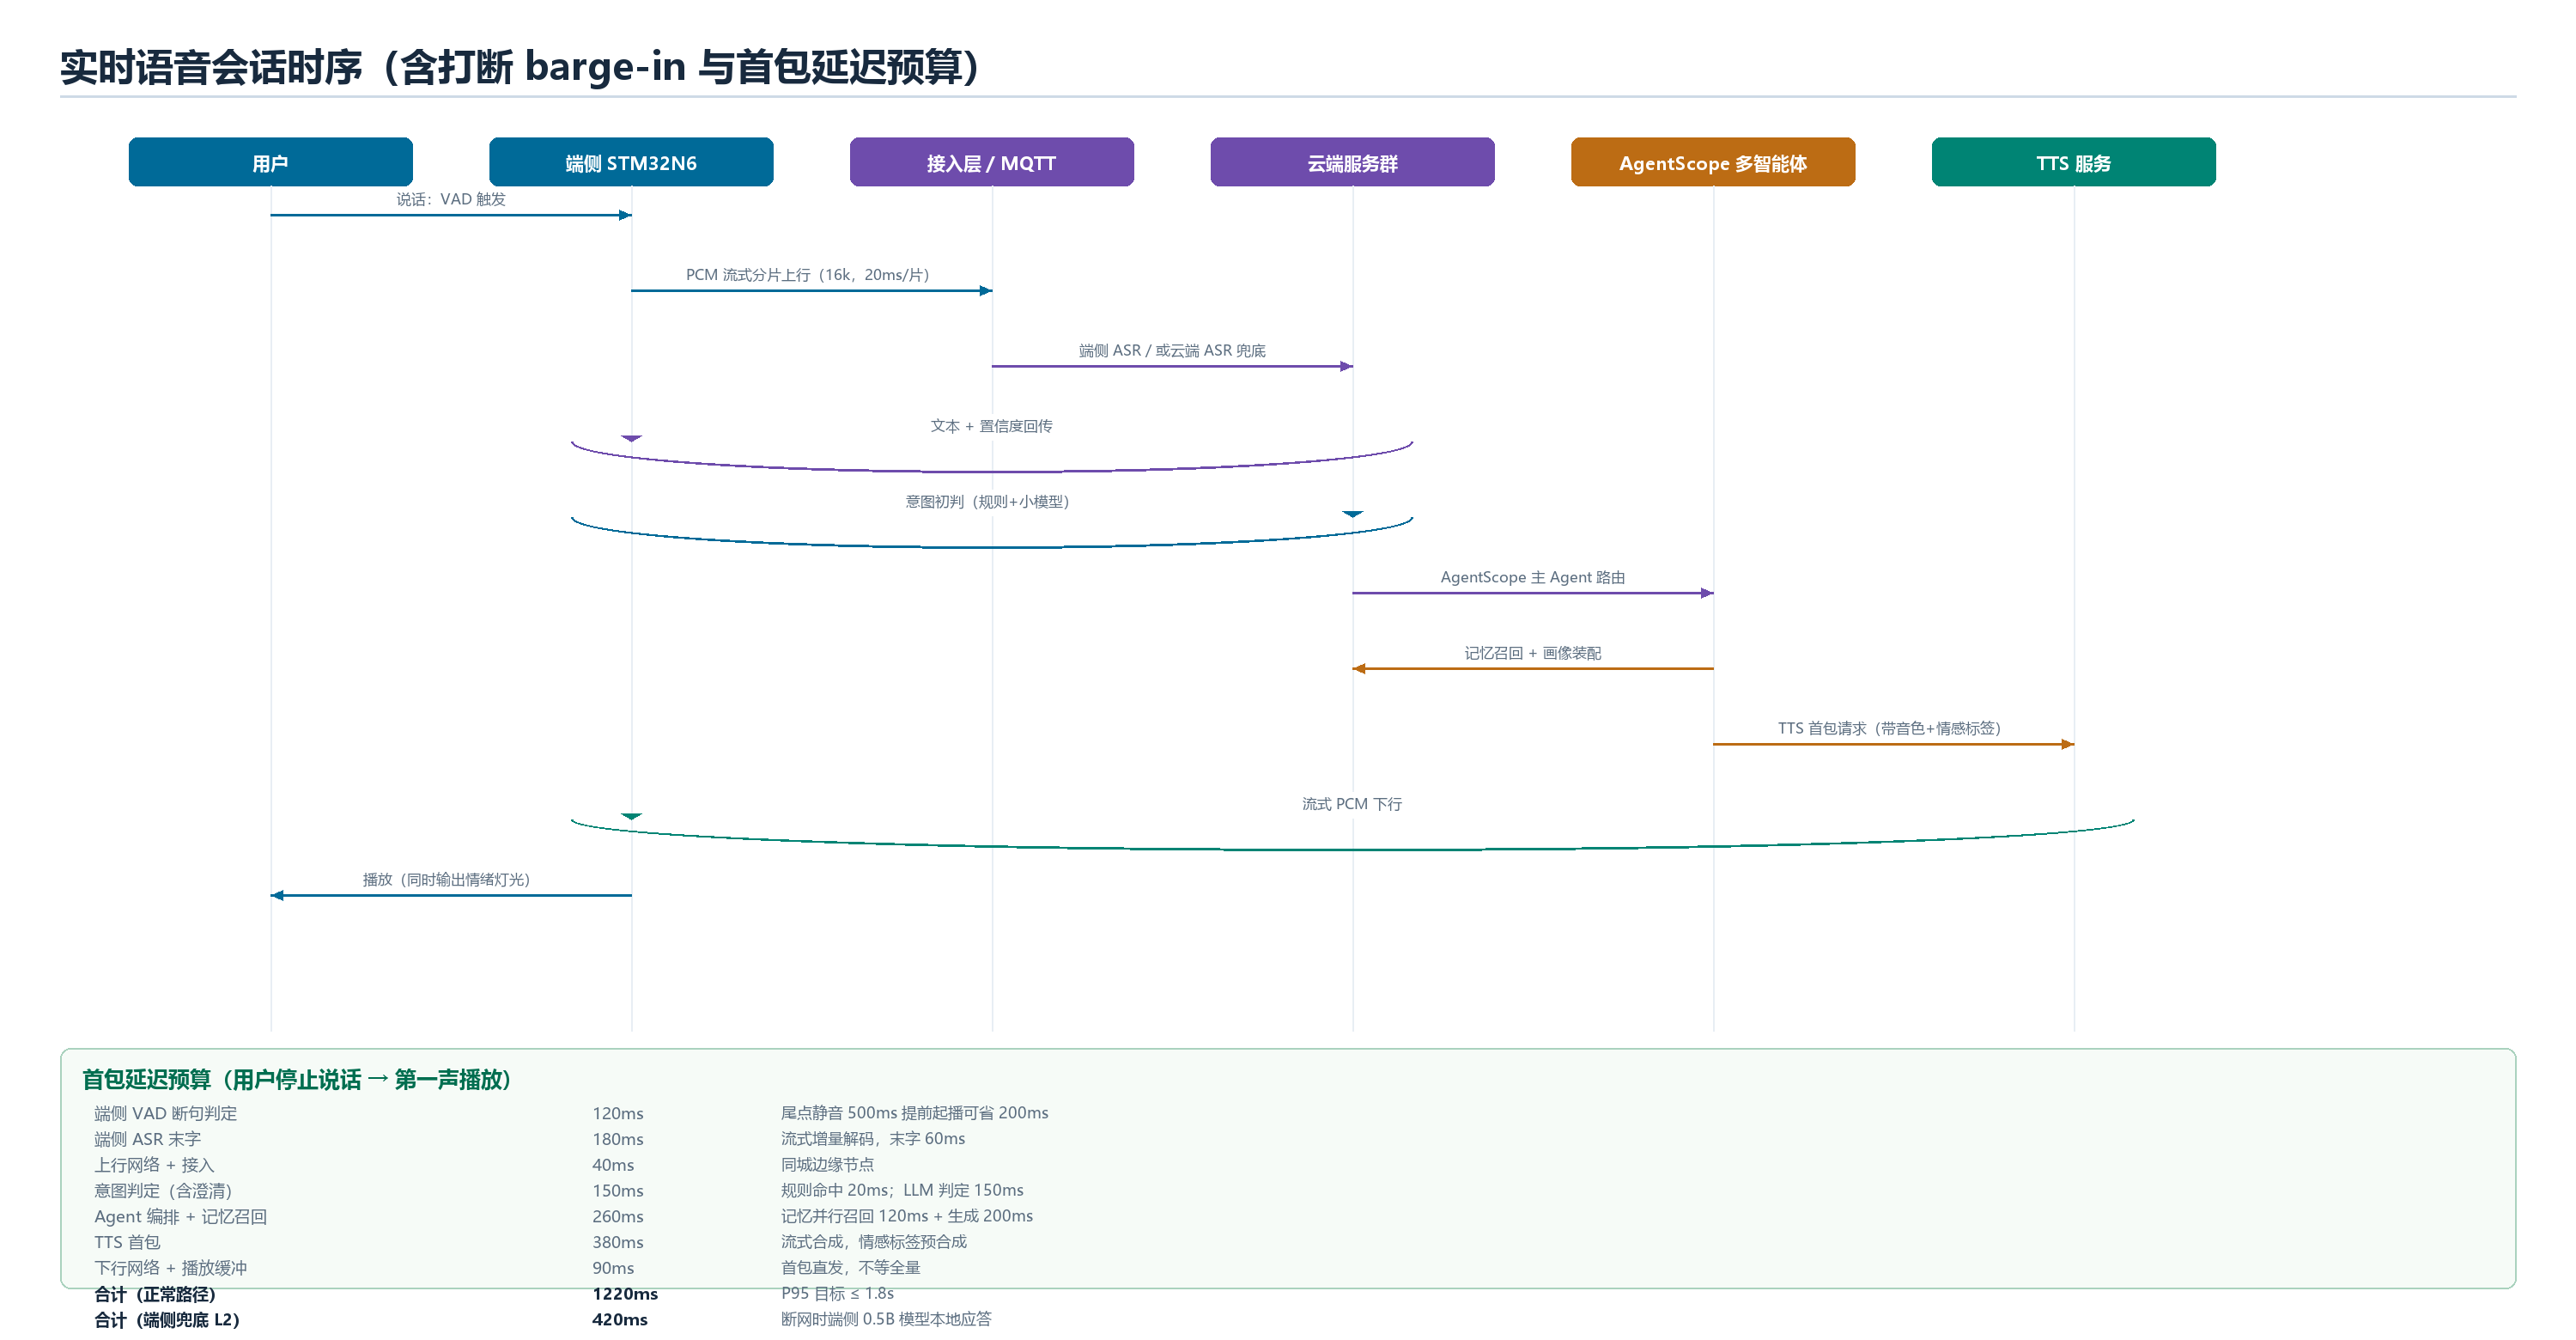 实时语音会话时序（含打断 barge-in 与首包延迟预算）
用户 端侧 STM32N6 接入层 / MQTT 云端服务群 AgentScope 多智能体 TTS 服务
说话：VAD 触发
PCM 流式分片上行（16k，20ms/片）
端侧 ASR / 或云端 ASR 兜底
文本 + 置信度回传
意图初判（规则+小模型）
AgentScope 主 Agent 路由
记忆召回 + 画像装配
TTS 首包请求（带音色+情感标签）
流式 PCM 下行
播放（同时输出情绪灯光）
首包延迟预算（用户停止说话 → 第一声播放）
端侧 VAD 断句判定 120ms 尾点静音 500ms 提前起播可省 200ms
端侧 ASR 末字 180ms 流式增量解码，末字 60ms
上行网络 + 接入 40ms 同城边缘节点
意图判定（含澄清） 150ms 规则命中 20ms；LLM 判定 150ms
Agent 编排 + 记忆召回 260ms 记忆并行召回 120ms + 生成 200ms
TTS 首包 380ms 流式合成，情感标签预合成
下行网络 + 播放缓冲 90ms 首包直发，不等全量
合计（正常路径） 1220ms P95 目标 ≤ 1.8s
合计（端侧兜底 L2） 420ms 断网时端侧 0.5B 模型本地应答